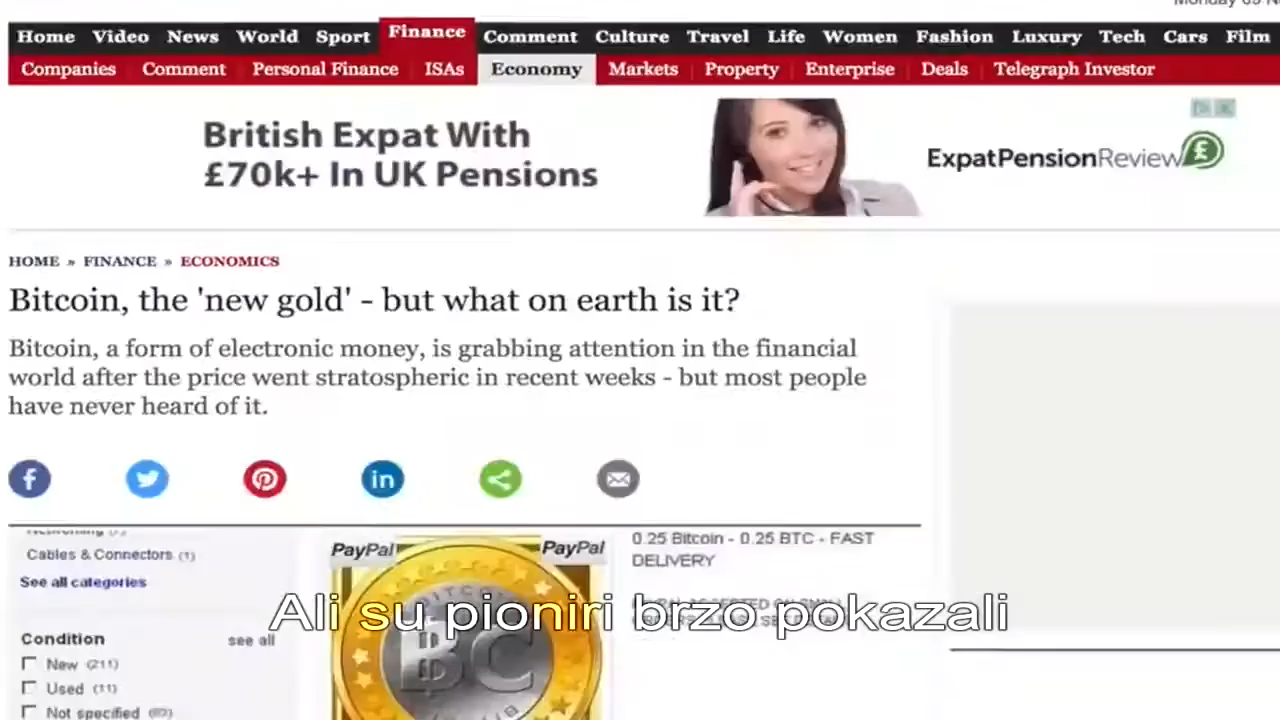 Home Video News World Sport Finance Comment Culture Travel Life Women Fashion Luxury Tech Cars Film
Companies Comment Personal Finance ISAs Economy Markets Property Enterprise Deals Telegraph Investor
British Expat With
£70k+ In UK Pensions
ExpatPensionReview £
HOME » FINANCE » ECONOMICS
Bitcoin, the 'new gold' - but what on earth is it?
Bitcoin, a form of electronic money, is grabbing attention in the financial
world after the price went stratospheric in recent weeks - but most people
have never heard of it.
Cables & Connectors (1)
See all categories
Condition see all
New (211)
Used (11)
Not specified
PayPal PayPal
BITCOIN
BC
0.25 Bitcoin - 0.25 BTC - FAST
DELIVERY
Ali su pioniri brzo pokazali